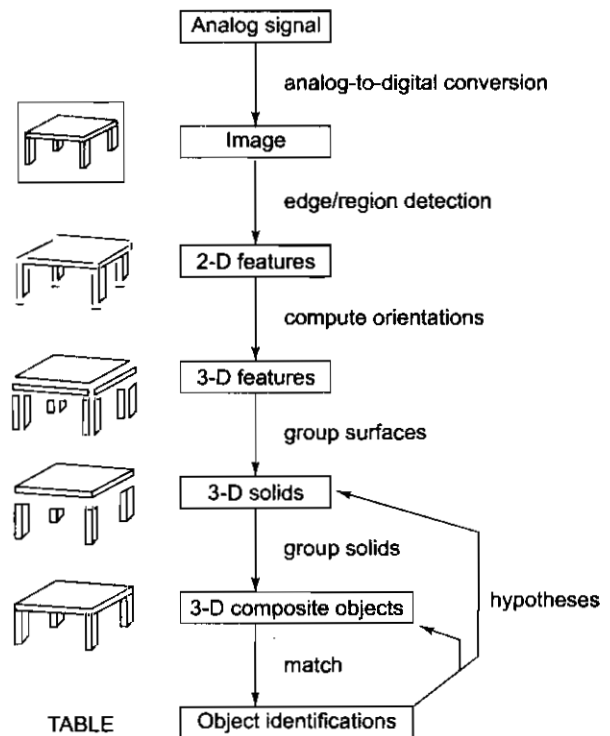 Analog signal
analog-to-digital conversion
Image
edge/region detection
2-D features
compute orientations
3-D features
group surfaces
3-D solids
group solids
hypotheses
3-D composite objects
match
TABLE
Object identifications